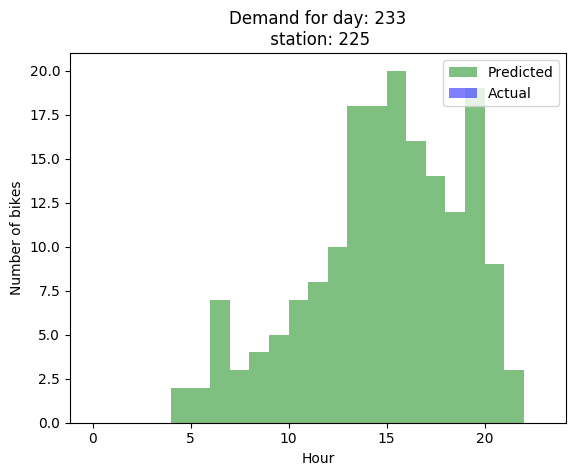 Demand for day: 233
station: 225
Predicted
Actual
20.0
17.5
15.0
12.5
10.0
7.5
5.0
2.5
0.0
Number of bikes
0 5 10 15 20
Hour